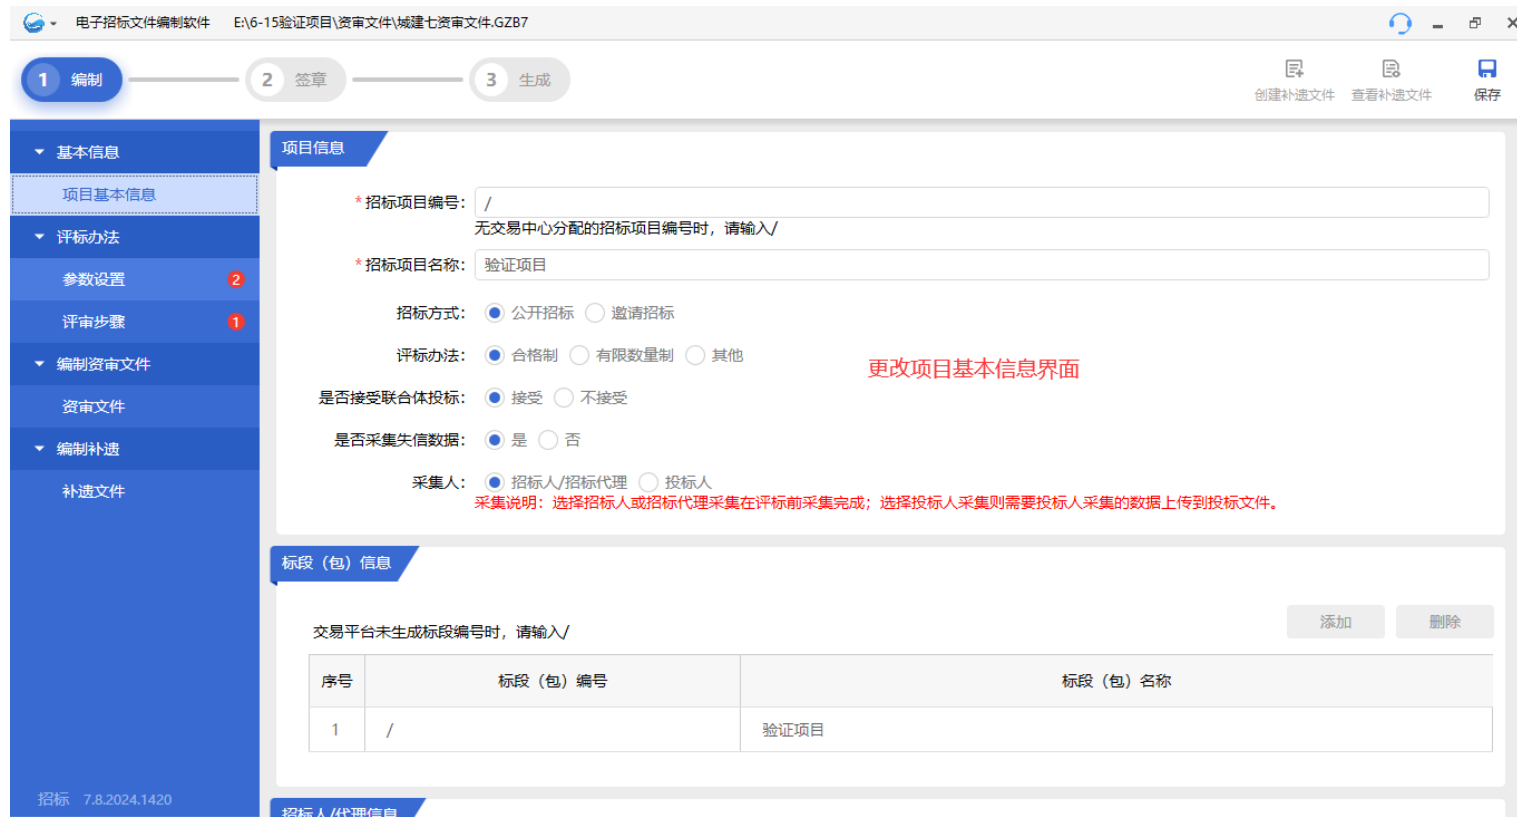 电子招标文件编制软件 E:\6-15验证项目\资审文件\城建七资审文件.GZB7
1 编制 2 签章 3 生成
创建补遗文件 查看补遗文件 保存
基本信息
项目基本信息
评标办法
参数设置 2
评审步骤 1
编制资审文件
资审文件
编制补遗
补遗文件
招标 7.8.2024.1420
项目信息
*招标项目编号： /
无交易中心分配的招标项目编号时，请输入/
*招标项目名称： 验证项目
招标方式： 公开招标 邀请招标
评标办法： 合格制 有限数量制 其他
更改项目基本信息界面
是否接受联合体投标： 接受 不接受
是否采集失信数据： 是 否
采集人： 招标人/招标代理 投标人
采集说明：选择招标人或招标代理采集在评标前采集完成；选择投标人采集则需要投标人采集的数据上传到投标文件。
标段（包）信息
添加 删除
交易平台未生成标段编号时，请输入/
序号 标段（包）编号 标段（包）名称
1 / 验证项目
招标人/代理信息